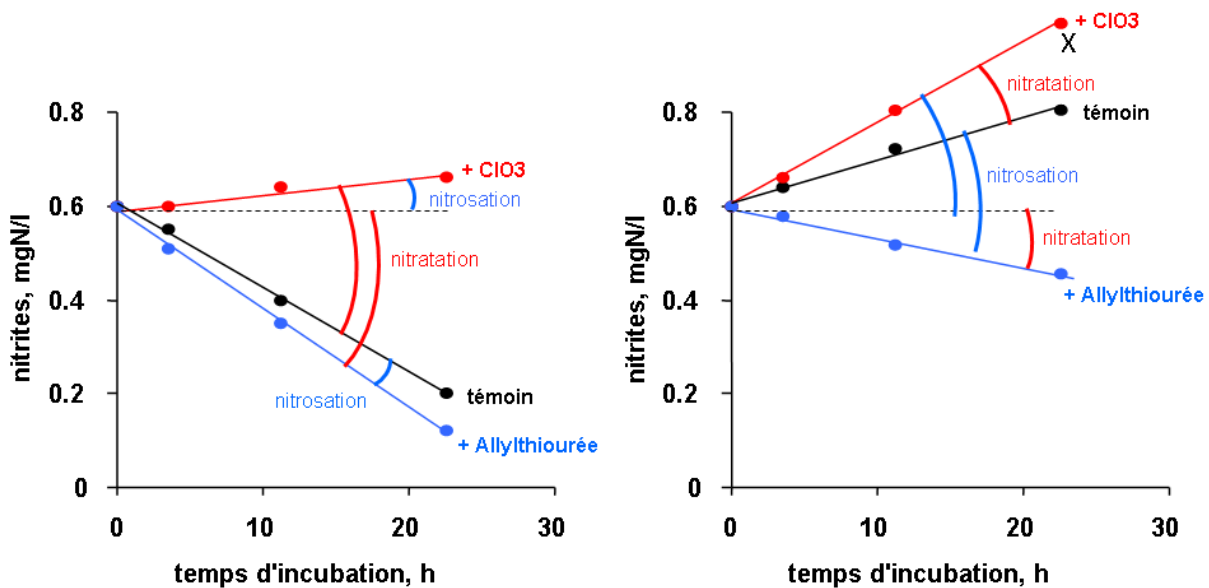 nitrites, mgN/l
0.8
0.6
0.4
0.2
0
+ ClO3
nitrosation
nitratation
nitrosation
témoin
+ Allylthiourée
0 10 20 30
temps d'incubation, h
nitrites, mgN/l
0.8
0.6
0.4
0.2
0
+ ClO3
X
nitratation
témoin
nitrosation
nitratation
+ Allylthiourée
0 10 20 30
temps d'incubation, h